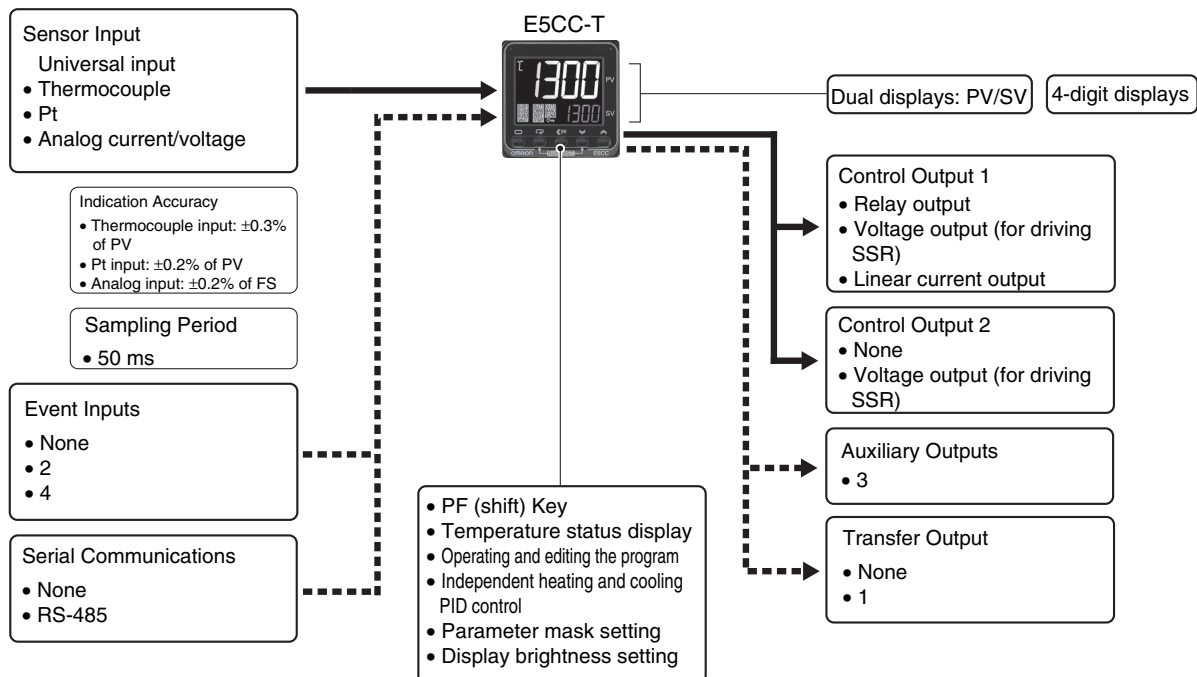 E5CC-T
Sensor Input
Universal input
• Thermocouple
• Pt
• Analog current/voltage
Indication Accuracy
• Thermocouple input: ±0.3%
of PV
• Pt input: ±0.2% of PV
• Analog input: ±0.2% of FS
Sampling Period
• 50 ms
Event Inputs
• None
• 2
• 4
Serial Communications
• None
• RS-485
1300
PV
1300
SV
PF
OMRON
E5CC
• PF (shift) Key
• Temperature status display
• Operating and editing the program
• Independent heating and cooling
PID control
• Parameter mask setting
• Display brightness setting
Dual displays: PV/SV
4-digit displays
Control Output 1
• Relay output
• Voltage output (for driving
SSR)
• Linear current output
Control Output 2
• None
• Voltage output (for driving
SSR)
Auxiliary Outputs
• 3
Transfer Output
• None
• 1